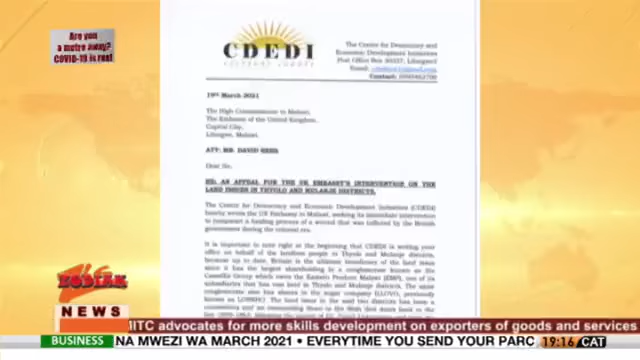 Are you
a metre away?
COVID-19 is real
CDEDI
The Centre for Democracy and
Economic Development Initiatives
Post Office Box 30237, Lilongwe
Email:
Contact:
19th March 2021
The High Commissioner to Malawi,
The Embassy of the United Kingdom,
Capital City,
Lilongwe, Malawi.
ATT: MR. DAVID
Dear Sir,
RE: AN APPEAL FOR THE UK EMBASSY'S INTERVENTION ON THE
LAND ISSUES IN THYOLO AND MULANJE DISTRICTS.
The Centre for Democracy and Economic Development Initiatives (CDEDI)
hereby wrote the UK Embassy in Malawi, seeking its immediate intervention
to jumpstart a healing process of a wound that was inflicted by the British
government during the colonial era.
It is important to note right at the beginning that CDEDI is writing your
office on behalf of the landless people in Thyolo and Mulanje districts,
because up to date, Britain is the ultimate beneficiary of the land issue
since it has the largest shareholding in a conglomerate known as the
Camellia Group which owns the Eastern Produce Malawi (EPM), one of its
subsidiaries that has vast land in Thyolo and Mulanje districts. The same
conglomerate also has shares in the sugar company (ILLOVO), previously
known as LONRHO. The land issue in the said two districts has been a
ZODIAK
NEWS
MITC advocates for more skills development on exporters of goods and services
BUSINESS NA MWEZI WA MARCH 2021 • EVERYTIME YOU SEND YOUR PARC 19:16 CAT